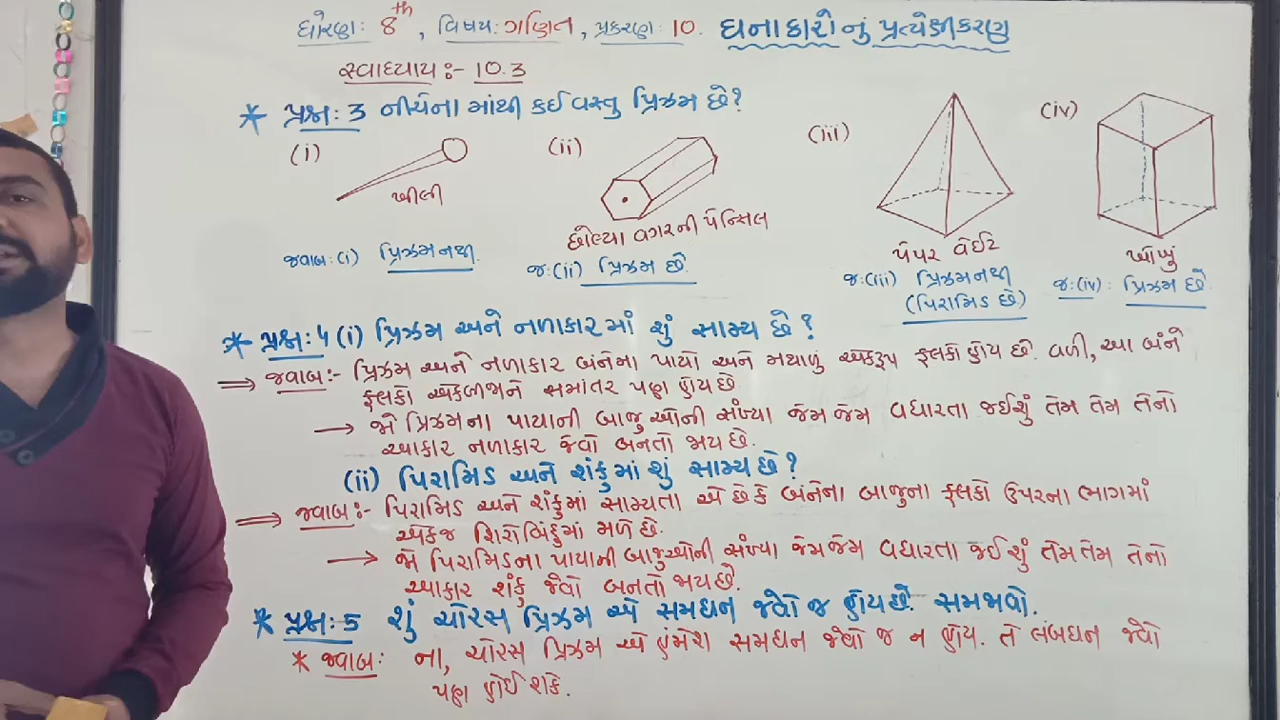 ધોરણ: 8th, વિષય: ગણિત, પ્રકરણ: 10. ઘનાકારોનું પ્રત્યેક્ષીકરણ
સ્વાધ્યાય:- 10.3
* પ્રશ્ન: 3 નીચેના માંથી કઈ વસ્તુ પ્રિઝમ છે?
(i) (ii) (iii) (iv)
ખીલી છોલ્યા વગરની પેન્સિલ પેપર વેઈટ ખોખું
જવાબ: (i) પ્રિઝમ નથી. જ:(ii) પ્રિઝમ છે. જ:(iii) પ્રિઝમ નથી જ:(iv): પ્રિઝમ છે
(પિરામિડ છે)
* પ્રશ્ન: 4 (i) પ્રિઝમ અને નળાકારમાં શું સામ્ય છે?
⇒ જવાબ:- પ્રિઝમ અને નળાકાર બંનેમાં પાયો અને મથાળું એકરૂપ ફલકો હોય છે. વળી, આ બંને
ફલકો એકબીજાને સમાંતર પણ હોય છે
→ જો પ્રિઝમના પાયાની બાજુઓની સંખ્યા જેમ જેમ વધારતા જઈશું તેમ તેમ તેનો
આકાર નળાકાર જેવો બનતો જાય છે.
(ii) પિરામિડ અને શંકુમાં શું સામ્ય છે?
⇒ જવાબ:- પિરામિડ અને શંકુમાં સામ્યતા એ છે કે બંનેના બાજુના ફલકો ઉપરના ભાગમાં
એકજ શિરોબિંદુમાં મળે છે.
→ જો પિરામિડના પાયાની બાજુઓની સંખ્યા જેમજેમ વધારતા જઈશું તેમ તેમ તેનો
આકાર શંકુ જેવો બનતો જાય છે.
* પ્રશ્ન: 5 શું ચોરસ પ્રિઝમ એ સમઘન જેવો જ હોય છે. સમજાવો.
* જવાબ: ના, ચોરસ પ્રિઝમ એ હંમેશ સમઘન જેવો જ ન હોય. તે લંબઘન જેવો
પણ હોઈ શકે.